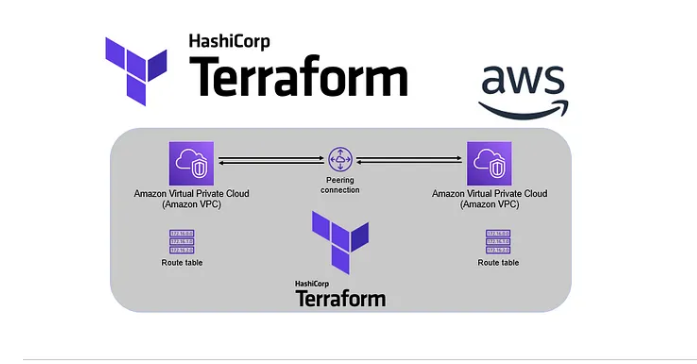 HashiCorp
Terraform
aws
Peering
connection
Amazon Virtual Private Cloud
(Amazon VPC)
Amazon Virtual Private Cloud
(Amazon VPC)
Route table
Route table
HashiCorp
Terraform